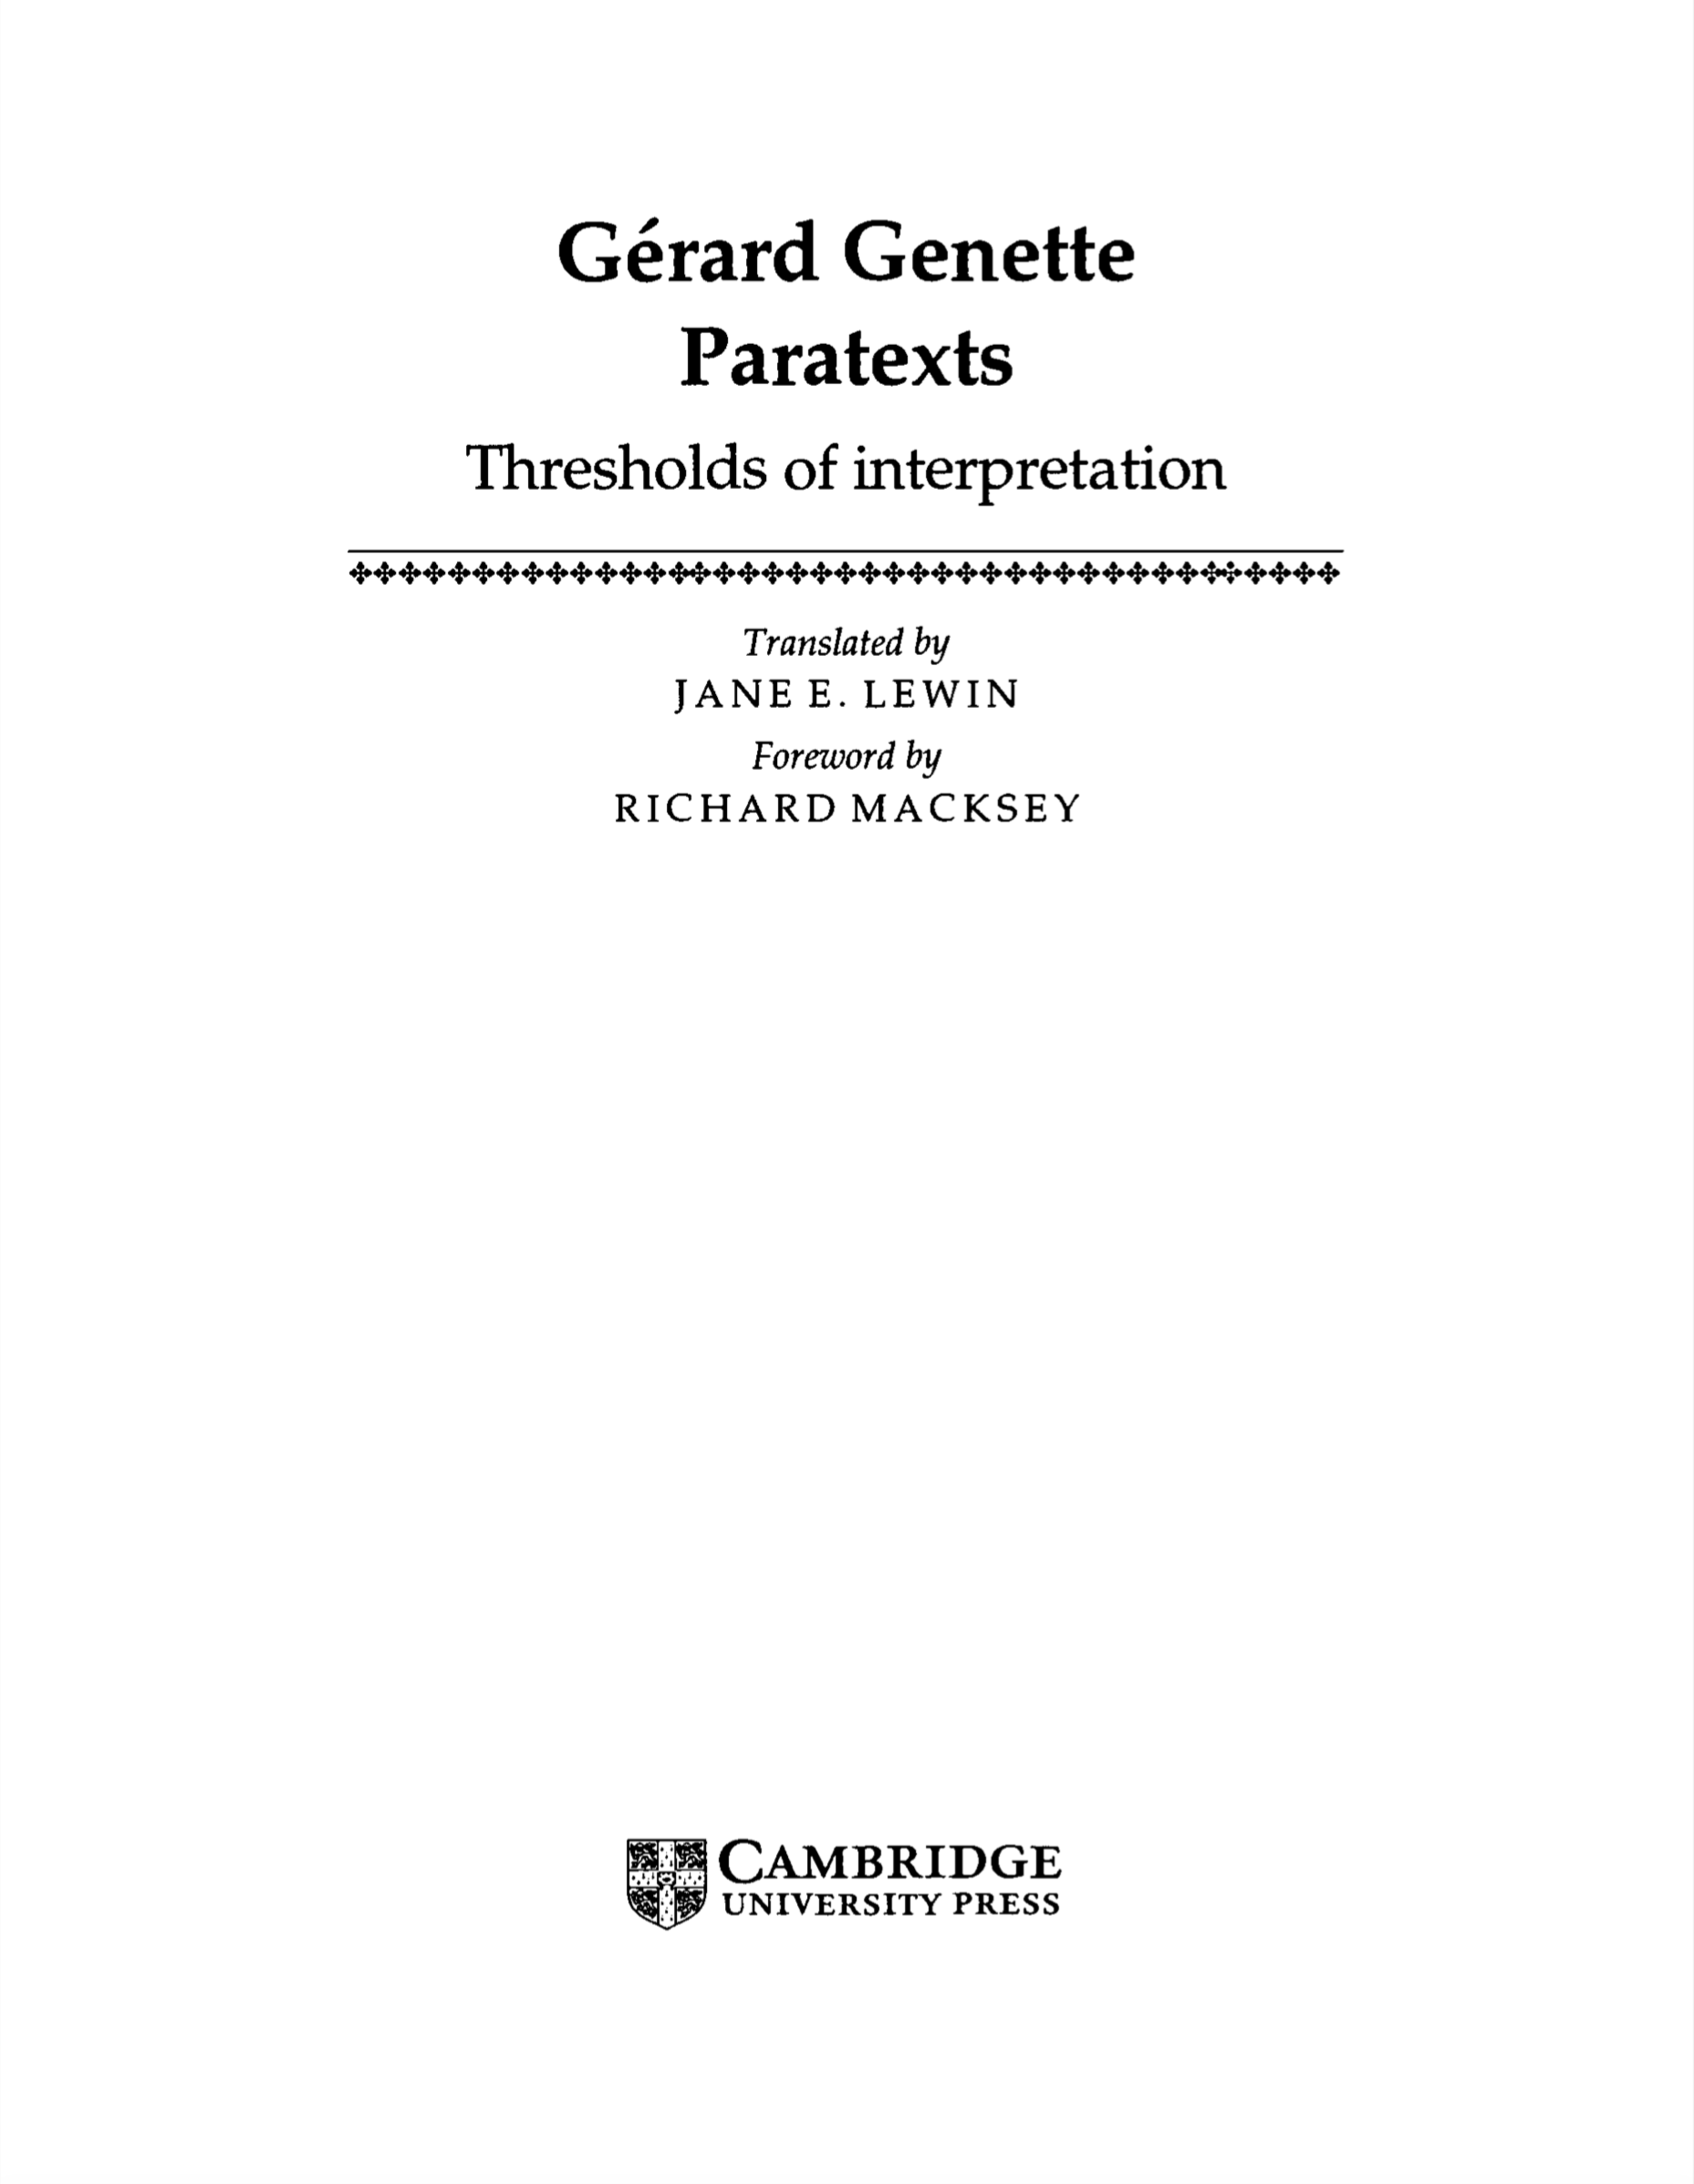 Gérard Genette
Paratexts
Thresholds of interpretation
Translated by
JANE E. LEWIN
Foreword by
RICHARD MACKSEY
CAMBRIDGE
UNIVERSITY PRESS